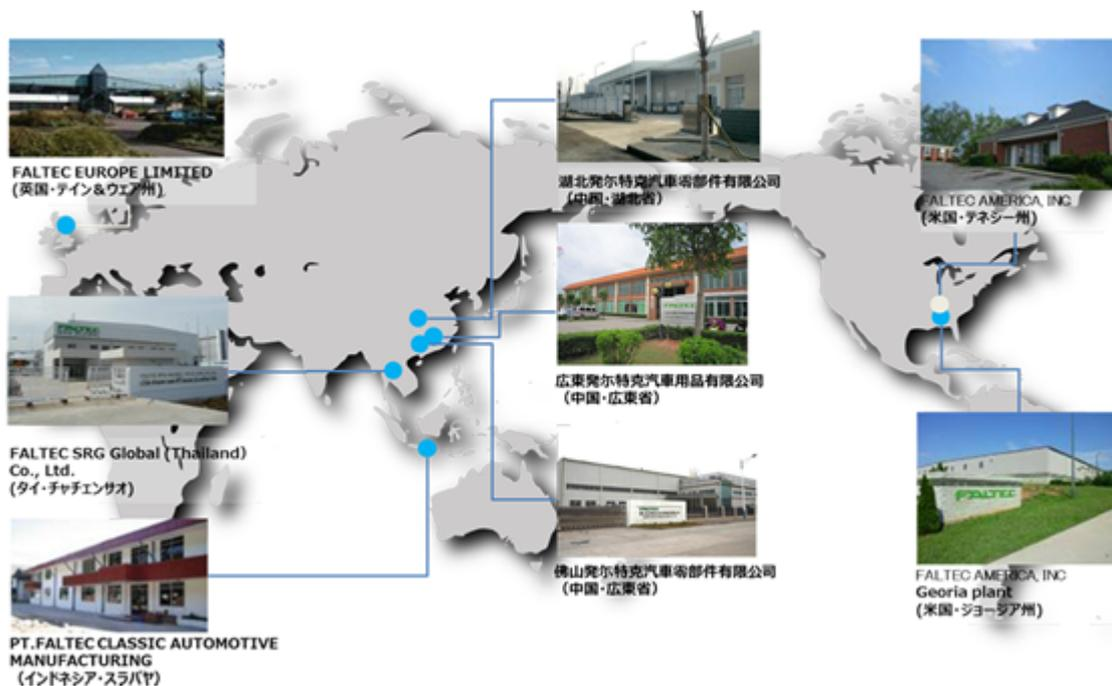 FALTEC EUROPE LIMITED
(英国・テイン&ウェア州)
FALTEC
FALTEC SRG Global (Thailand)
Co., Ltd.
(タイ・チャチェンサオ)
PT.FALTEC CLASSIC AUTOMOTIVE
MANUFACTURING
(インドネシア・スラバヤ)
湖北発尓特克汽車零部件有限公司
(中国・湖北省)
FALTEC
広東発尓特克汽車用品有限公司
(中国・広東省)
FALTEC
佛山発尓特克汽車零部件有限公司
(中国・広東省)
FALTEC AMERICA, INC
(米国・テネシー州)
FALTEC
FALTEC AMERICA, INC
Georia plant
(米国・ジョージア州)